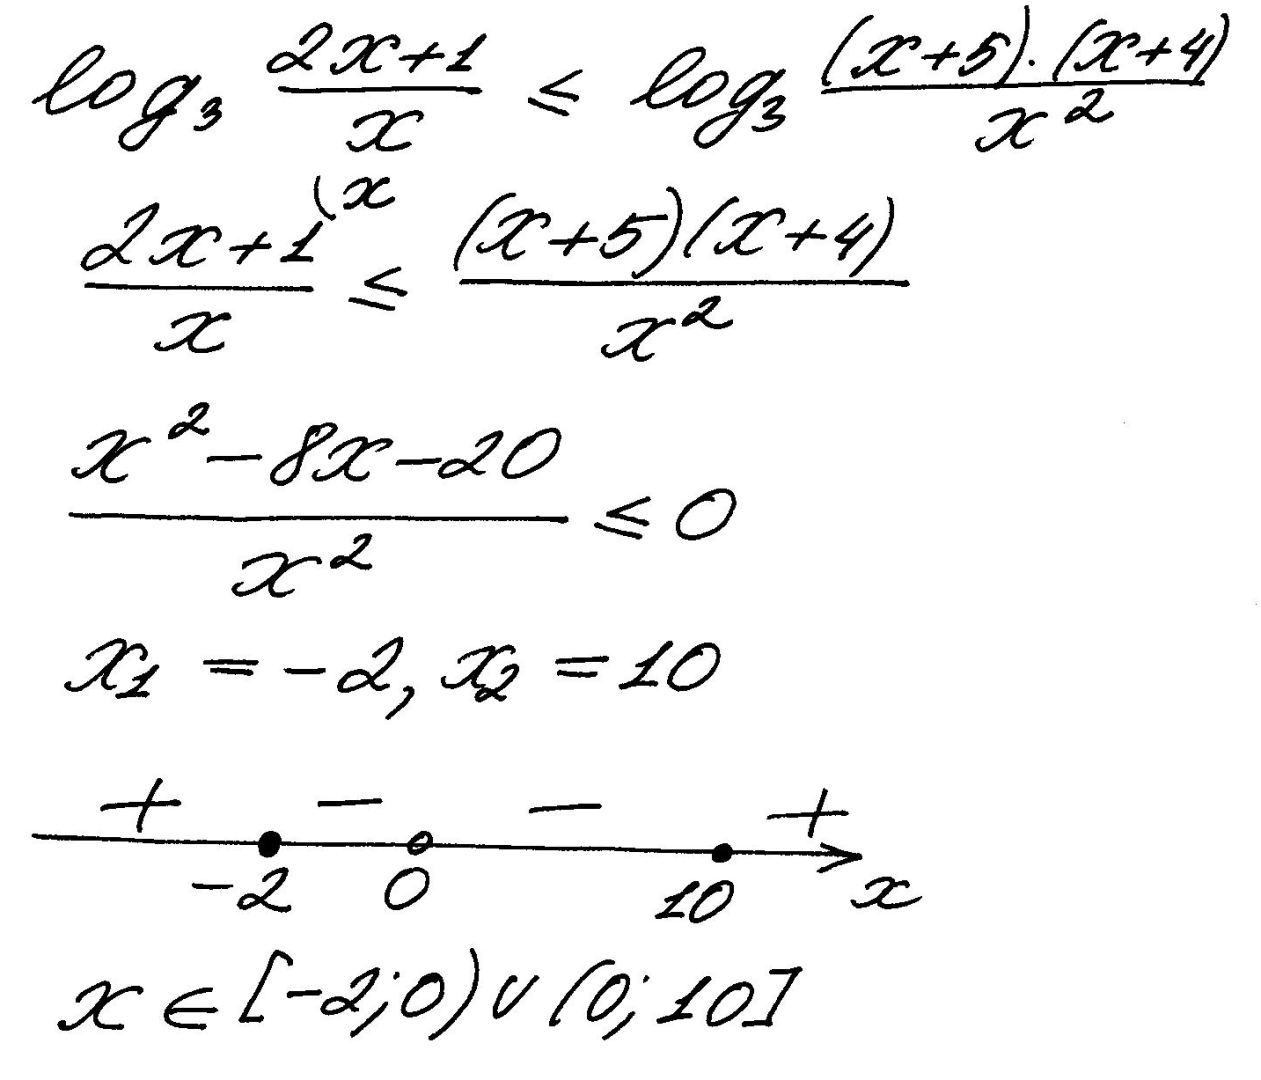 log₃ (2x+1)/x ≤ log₃ ((x+5)·(x+4))/x²
(2x+1)/x ⁽ˣ ≤ ((x+5)(x+4))/x²
(x²-8x-20)/x² ≤ 0
x₁ = -2, x₂ = 10
+ - - +
-2 0 10 x
x ∈ [-2;0) ∪ (0; 10]